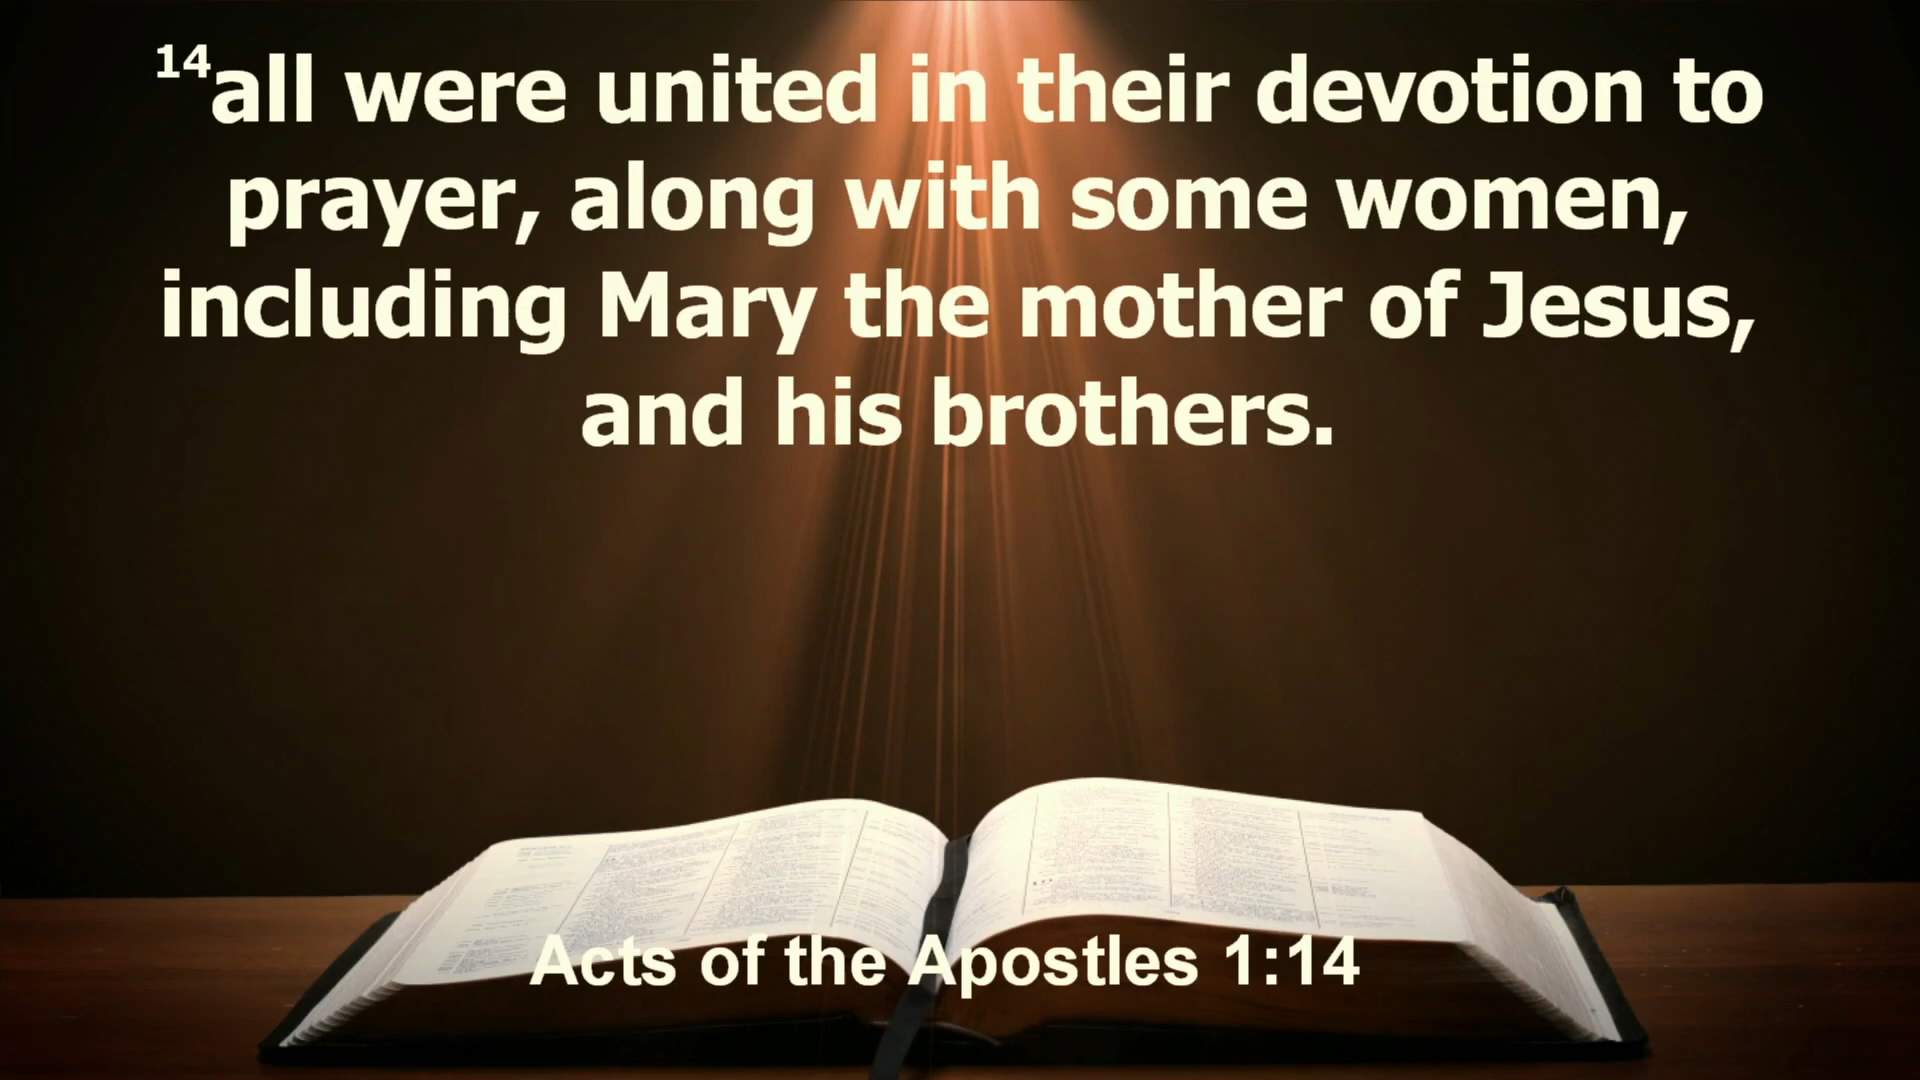 14all were united in their devotion to
prayer, along with some women,
including Mary the mother of Jesus,
and his brothers.
Acts of the Apostles 1:14